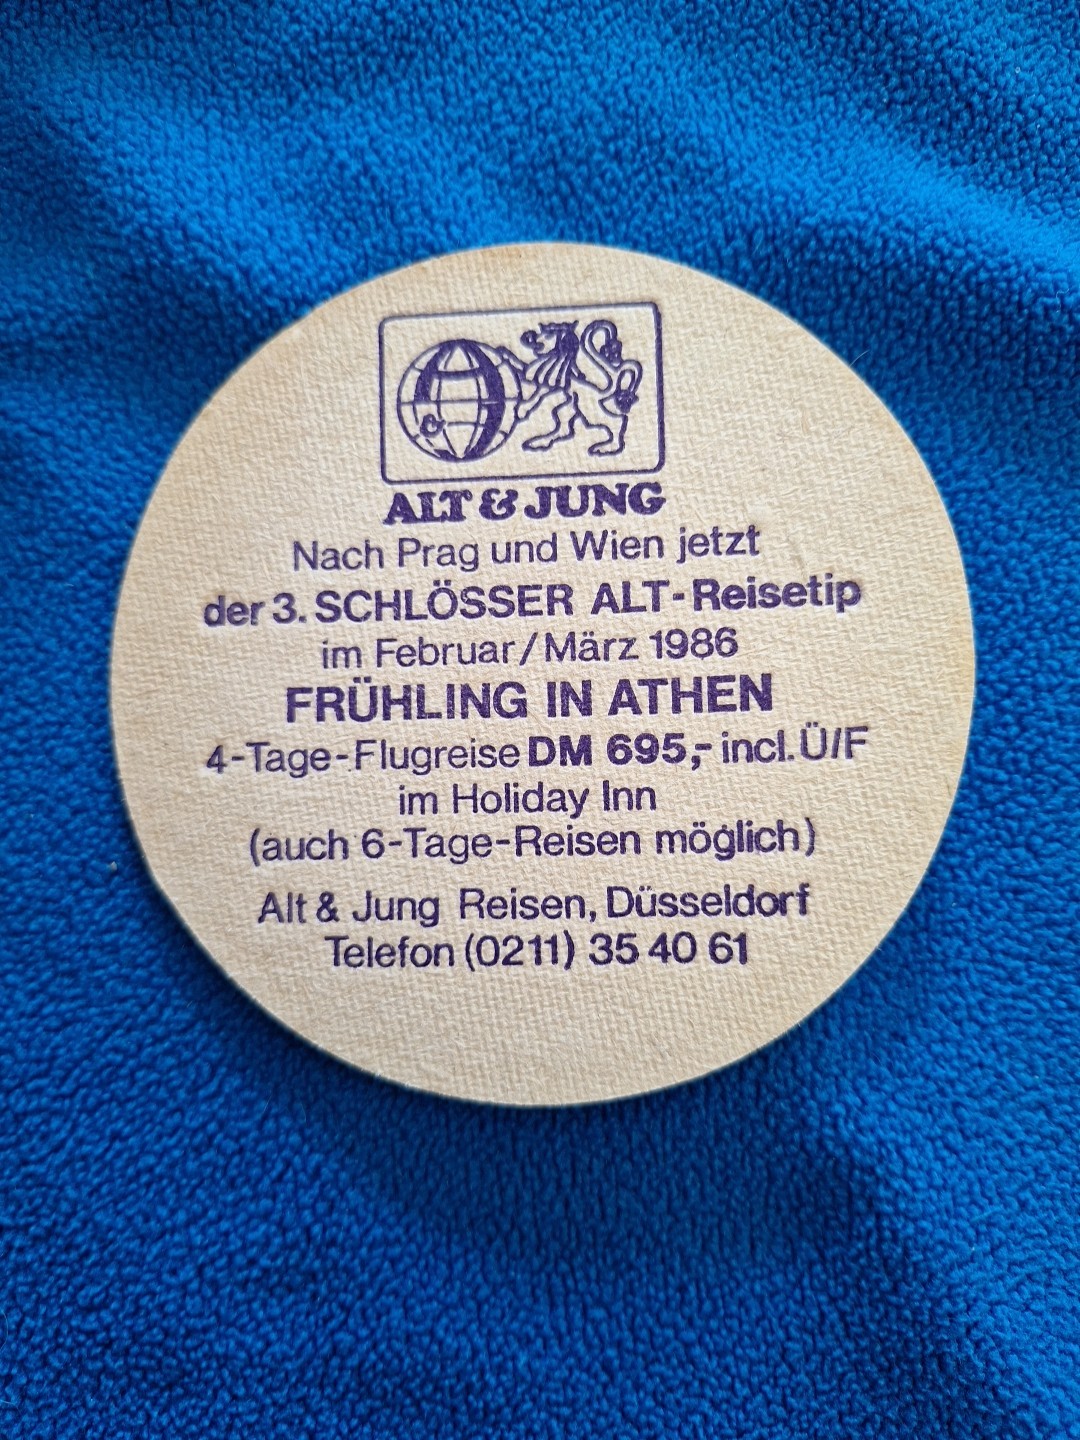 ALT & JUNG
Nach Prag und Wien jetzt
der 3. SCHLÖSSER ALT-Reisetip
im Februar/März 1986
FRÜHLING IN ATHEN
4-Tage-Flugreise DM 695,- incl. Ü/F
im Holiday Inn
(auch 6-Tage-Reisen möglich)
Alt & Jung Reisen, Düsseldorf
Telefon (0211) 35 40 61